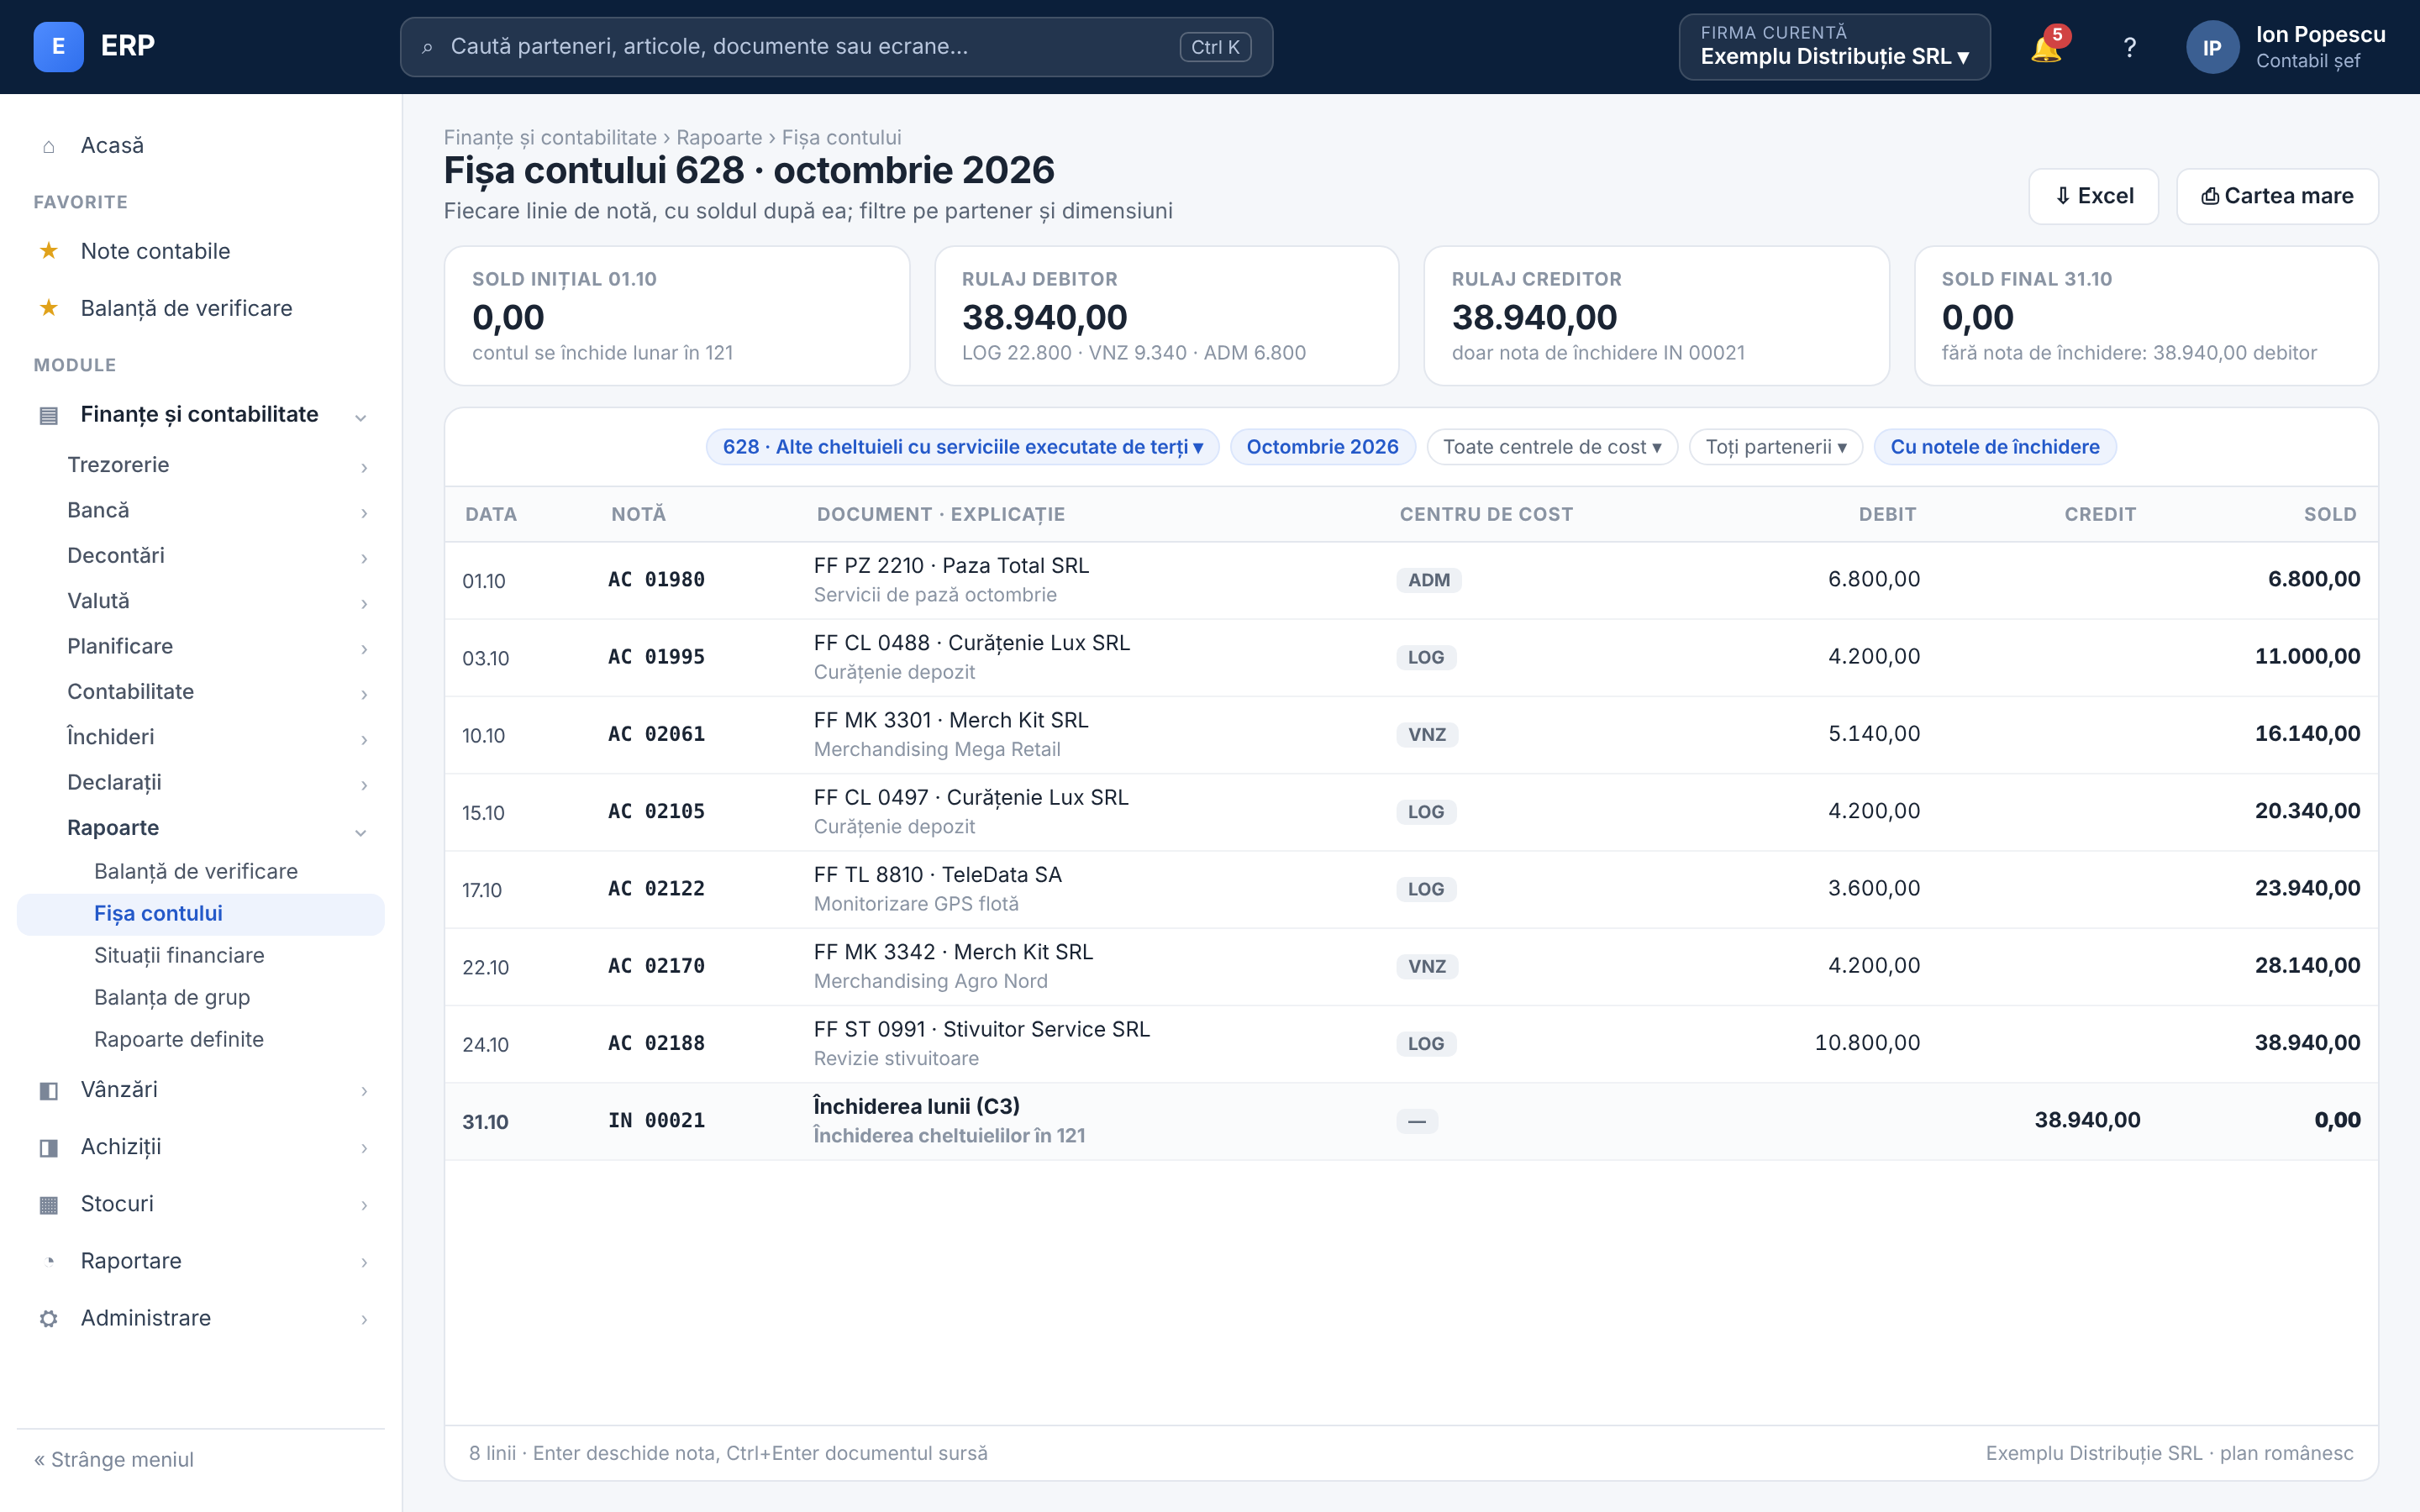 E ERP
Caută parteneri, articole, documente sau ecrane... Ctrl K
FIRMA CURENTĂ
Exemplu Distribuție SRL ▾
5
?
IP
Ion Popescu
Contabil șef
Acasă
FAVORITE
★ Note contabile
★ Balanță de verificare
MODULE
Finanțe și contabilitate
Trezorerie ›
Bancă ›
Decontări ›
Valută ›
Planificare ›
Contabilitate ›
Închideri ›
Declarații ›
Rapoarte
Balanță de verificare
Fișa contului
Situații financiare
Balanța de grup
Rapoarte definite
Vânzări ›
Achiziții ›
Stocuri ›
Raportare ›
Administrare ›
« Strânge meniul
Finanțe și contabilitate › Rapoarte › Fișa contului
Fișa contului 628 · octombrie 2026
Fiecare linie de notă, cu soldul după ea; filtre pe partener și dimensiuni
⇩ Excel
⎙ Cartea mare
SOLD INIȚIAL 01.10
0,00
contul se închide lunar în 121
RULAJ DEBITOR
38.940,00
LOG 22.800 · VNZ 9.340 · ADM 6.800
RULAJ CREDITOR
38.940,00
doar nota de închidere IN 00021
SOLD FINAL 31.10
0,00
fără nota de închidere: 38.940,00 debitor
628 · Alte cheltuieli cu serviciile executate de terți ▾ Octombrie 2026 Toate centrele de cost ▾ Toți partenerii ▾ Cu notele de închidere
DATA NOTĂ DOCUMENT · EXPLICAȚIE CENTRU DE COST DEBIT CREDIT SOLD
01.10 AC 01980 FF PZ 2210 · Paza Total SRL ADM 6.800,00 6.800,00
Servicii de pază octombrie
03.10 AC 01995 FF CL 0488 · Curățenie Lux SRL LOG 4.200,00 11.000,00
Curățenie depozit
10.10 AC 02061 FF MK 3301 · Merch Kit SRL VNZ 5.140,00 16.140,00
Merchandising Mega Retail
15.10 AC 02105 FF CL 0497 · Curățenie Lux SRL LOG 4.200,00 20.340,00
Curățenie depozit
17.10 AC 02122 FF TL 8810 · TeleData SA LOG 3.600,00 23.940,00
Monitorizare GPS flotă
22.10 AC 02170 FF MK 3342 · Merch Kit SRL VNZ 4.200,00 28.140,00
Merchandising Agro Nord
24.10 AC 02188 FF ST 0991 · Stivuitor Service SRL LOG 10.800,00 38.940,00
Revizie stivuitoare
31.10 IN 00021 Închiderea lunii (C3) — 38.940,00 0,00
Închiderea cheltuielilor în 121
8 linii · Enter deschide nota, Ctrl+Enter documentul sursă
Exemplu Distribuție SRL · plan românesc